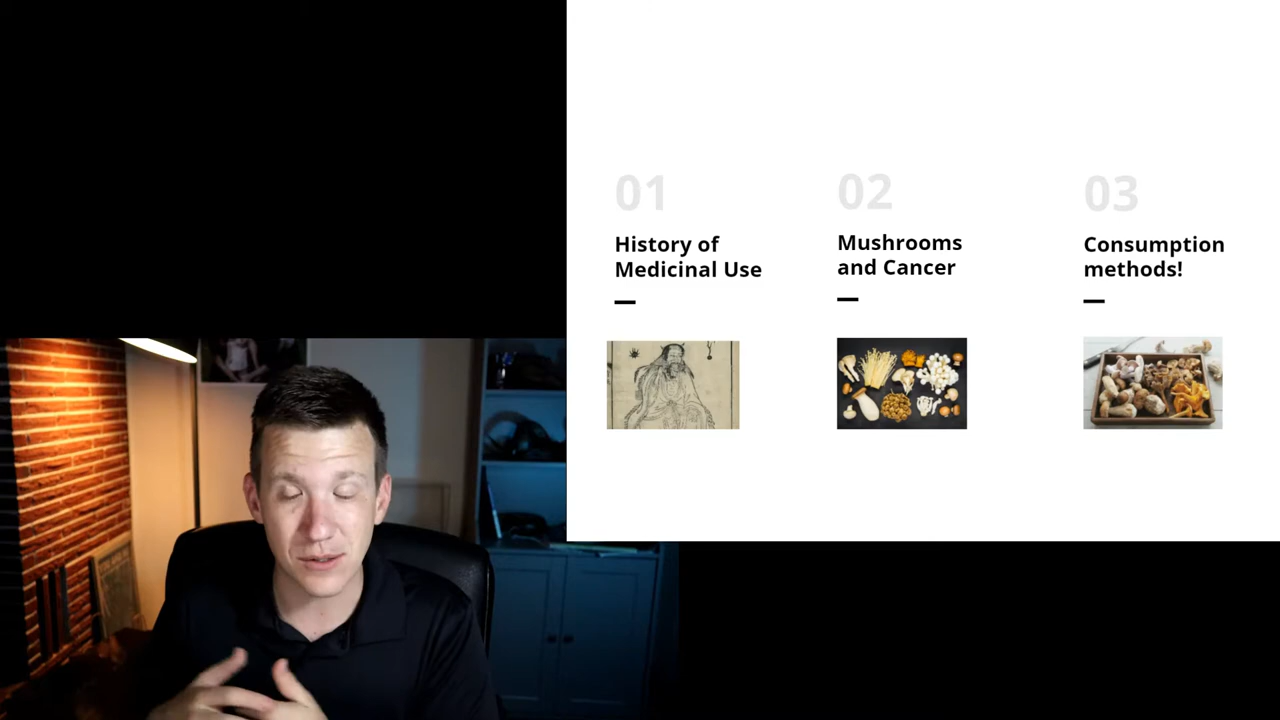 01
History of
Medicinal Use
02
Mushrooms
and Cancer
03
Consumption
methods!